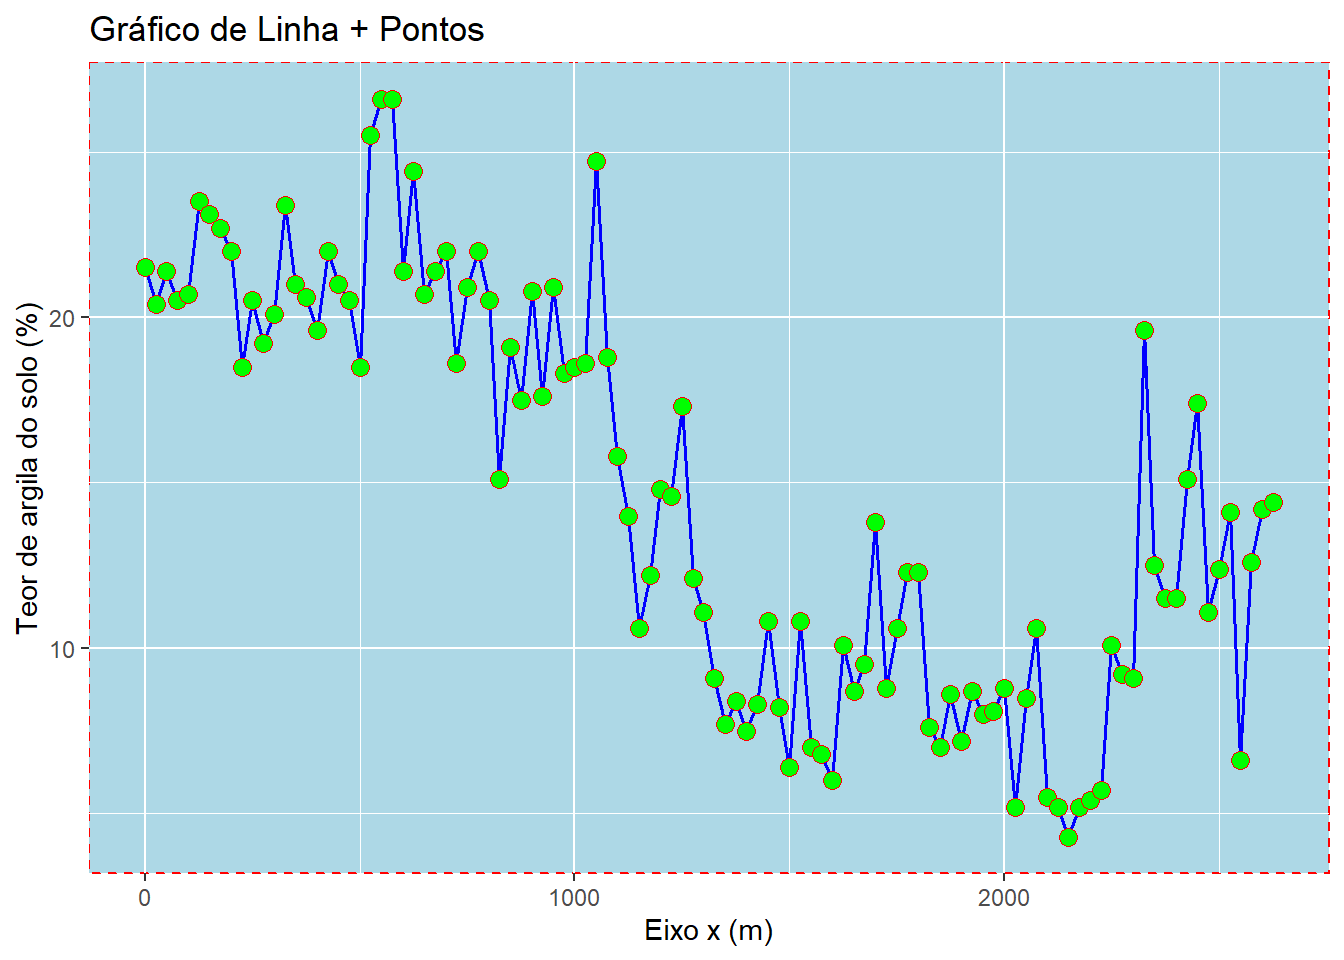 Gráfico de Linha + Pontos
Teor de argila do solo (%)
20
10
0
1000
2000
Eixo x (m)